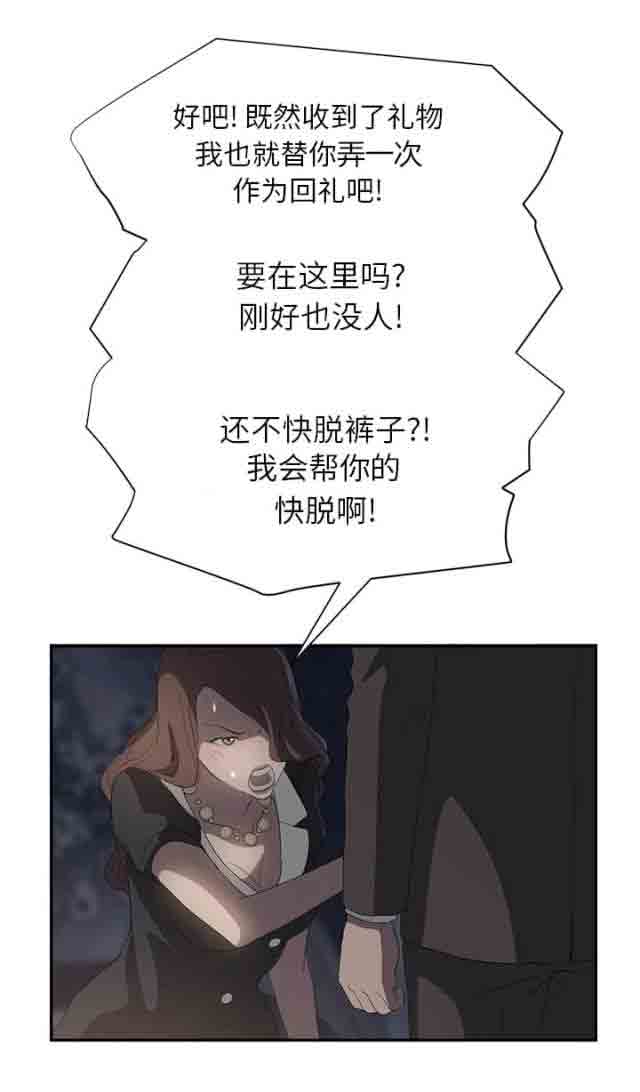 好吧! 既然收到了礼物
我也就替你弄一次
作为回礼吧!
要在这里吗?
刚好也没人!
还不快脱裤子?!
我会帮你的
快脱啊!